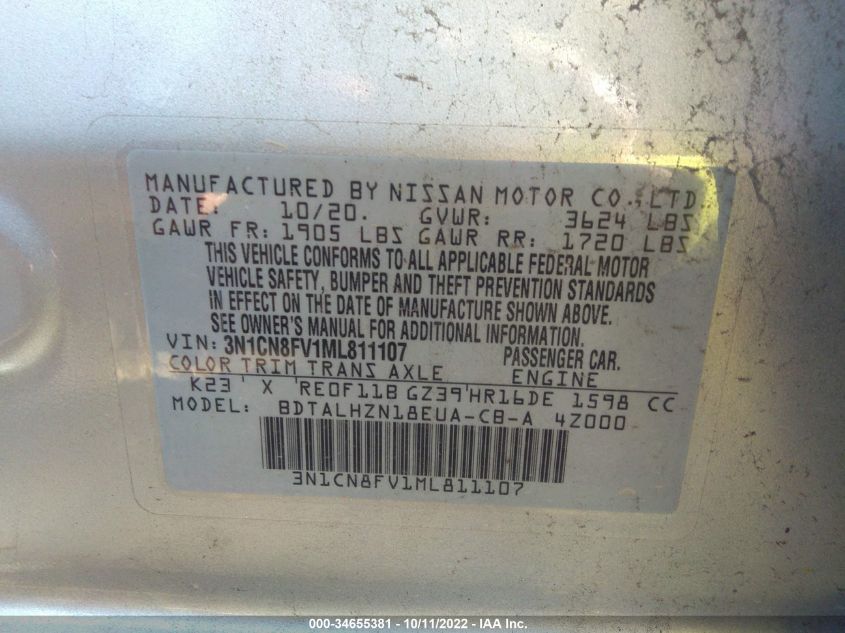 MANUFACTURED BY NISSAN MOTOR CO., LTD.
DATE: 10/20. GVWR: 3624 LBS
GAWR FR: 1905 LBS GAWR RR: 1720 LBS
THIS VEHICLE CONFORMS TO ALL APPLICABLE FEDERAL MOTOR
VEHICLE SAFETY, BUMPER AND THEFT PREVENTION STANDARDS
IN EFFECT ON THE DATE OF MANUFACTURE SHOWN ABOVE.
SEE OWNER'S MANUAL FOR ADDITIONAL INFORMATION.
VIN: 3N1CN8FV1ML811107 PASSENGER CAR.
COLOR TRIM TRANS AXLE ENGINE
K23 X RE0F11B GZ39 HR16DE 1598 CC
MODEL: BDTALHZN18EUA-CB-A 4Z000
3N1CN8FV1ML811107
000-34655381 - 10/11/2022 - IAA Inc.